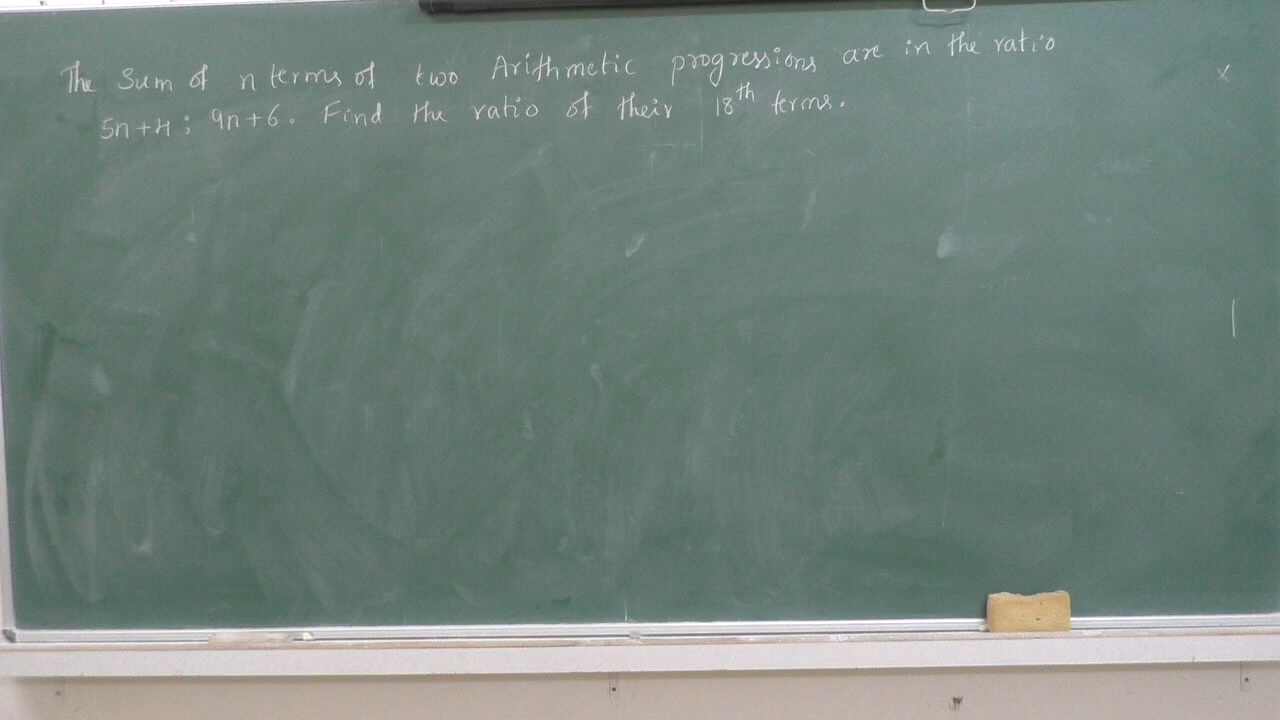 The Sum of n terms of two Arithmetic progressions are in the ratio
5n+4 : 9n+6. Find the ratio of their 18th terms.
x